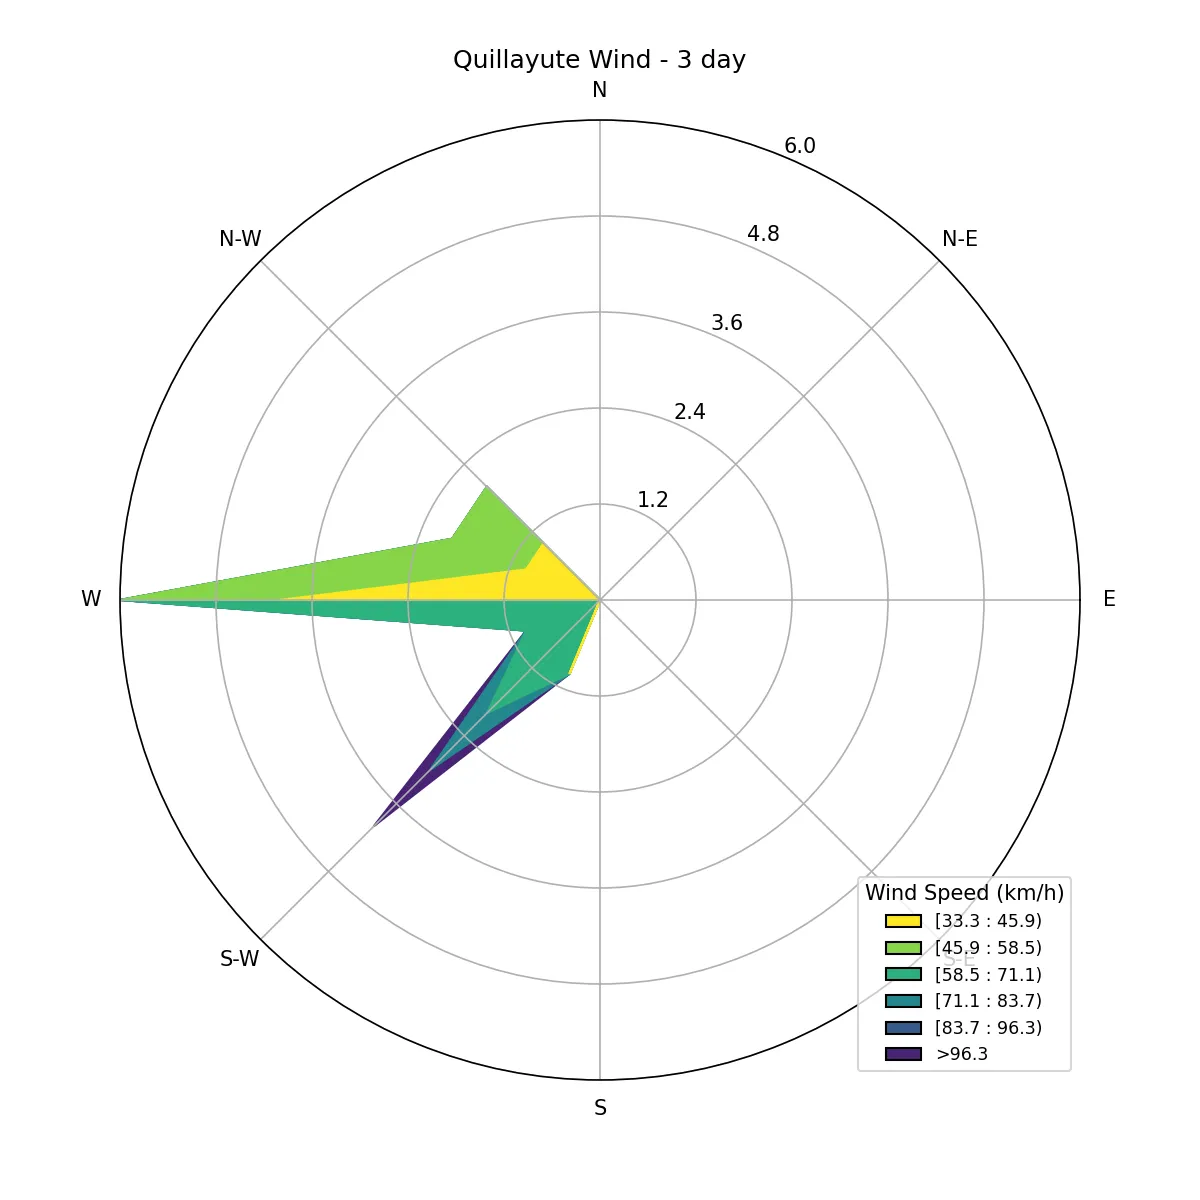 Quillayute Wind - 3 day
N
6.0
N-W
N-E
4.8
3.6
2.4
1.2
W
E
Wind Speed (km/h)
[33.3 : 45.9)
[45.9 : 58.5)
S-W
S-E
[58.5 : 71.1)
[71.1 : 83.7)
[83.7 : 96.3)
>96.3
S